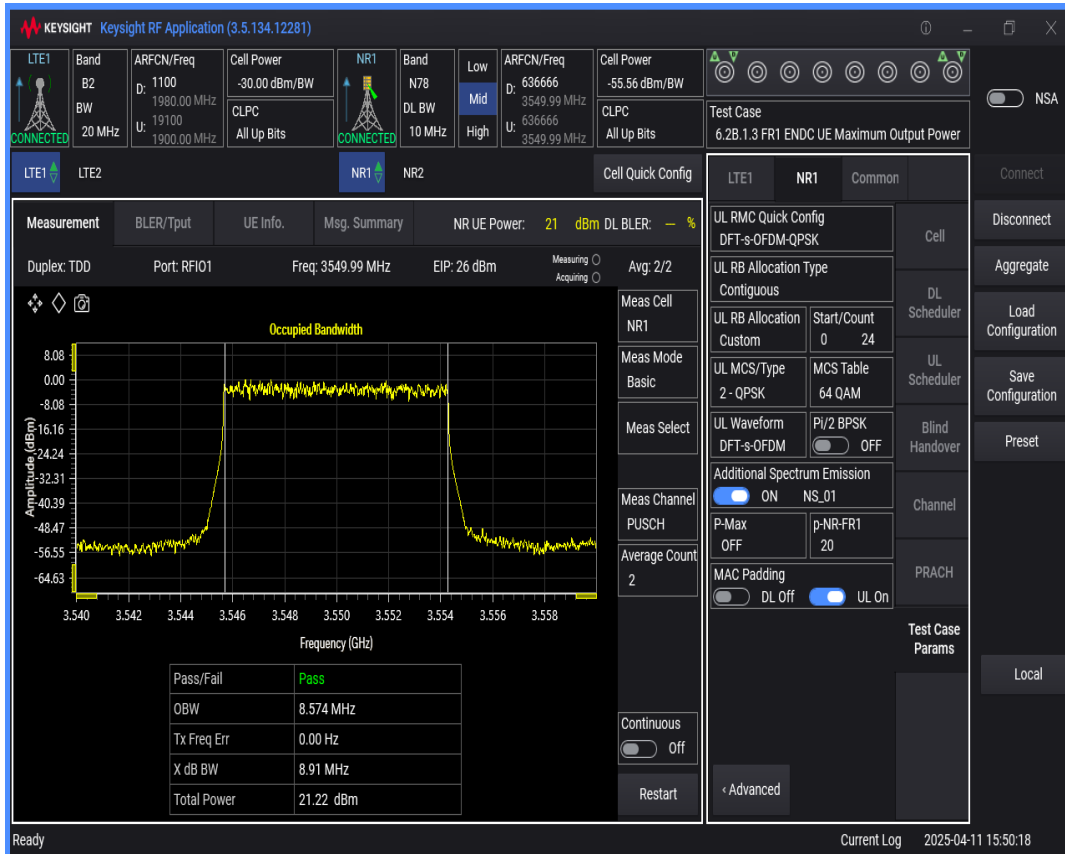 KEYSIGHT Keysight RF Application (3.5.134.12281)
LTE1
CONNECTED
Band
B2
BW
20 MHz
ARFCN/Freq
D: 1100
1980.00 MHz
U: 19100
1900.00 MHz
Cell Power
-30.00 dBm/BW
CLPC
All Up Bits
NR1
CONNECTED
Band
N78
DL BW
10 MHz
Low
Mid
High
ARFCN/Freq
D: 636666
3549.99 MHz
U: 636666
3549.99 MHz
Cell Power
-55.56 dBm/BW
CLPC
All Up Bits
Test Case
6.2B.1.3 FR1 ENDC UE Maximum Output Power
NSA
LTE1 LTE2
NR1 NR2
Cell Quick Config
Measurement BLER/Tput UE Info. Msg. Summary NR UE Power: 21 dBm DL BLER: — %
Duplex: TDD Port: RFIO1 Freq: 3549.99 MHz EIP: 26 dBm Measuring Avg: 2/2
Acquiring
Occupied Bandwidth
Amplitude (dBm)
8.08
0.00
-8.08
-16.16
-24.24
-32.31
-40.39
-48.47
-56.55
-64.63
3.540 3.542 3.544 3.546 3.548 3.550 3.552 3.554 3.556 3.558
Frequency (GHz)
Pass/Fail Pass
OBW 8.574 MHz
Tx Freq Err 0.00 Hz
X dB BW 8.91 MHz
Total Power 21.22 dBm
Meas Cell
NR1
Meas Mode
Basic
Meas Select
Meas Channel
PUSCH
Average Count
2
Continuous
Off
Restart
LTE1 NR1 Common
UL RMC Quick Config
DFT-s-OFDM-QPSK
UL RB Allocation Type
Contiguous
UL RB Allocation Start/Count
Custom 0 24
UL MCS/Type MCS Table
2 - QPSK 64 QAM
UL Waveform Pi/2 BPSK
DFT-s-OFDM OFF
Additional Spectrum Emission
ON NS_01
P-Max p-NR-FR1
OFF 20
MAC Padding
DL Off UL On
‹ Advanced
Cell
DL
Scheduler
UL
Scheduler
Blind
Handover
Channel
PRACH
Test Case
Params
Connect
Disconnect
Aggregate
Load
Configuration
Save
Configuration
Preset
Local
Ready Current Log 2025-04-11 15:50:18